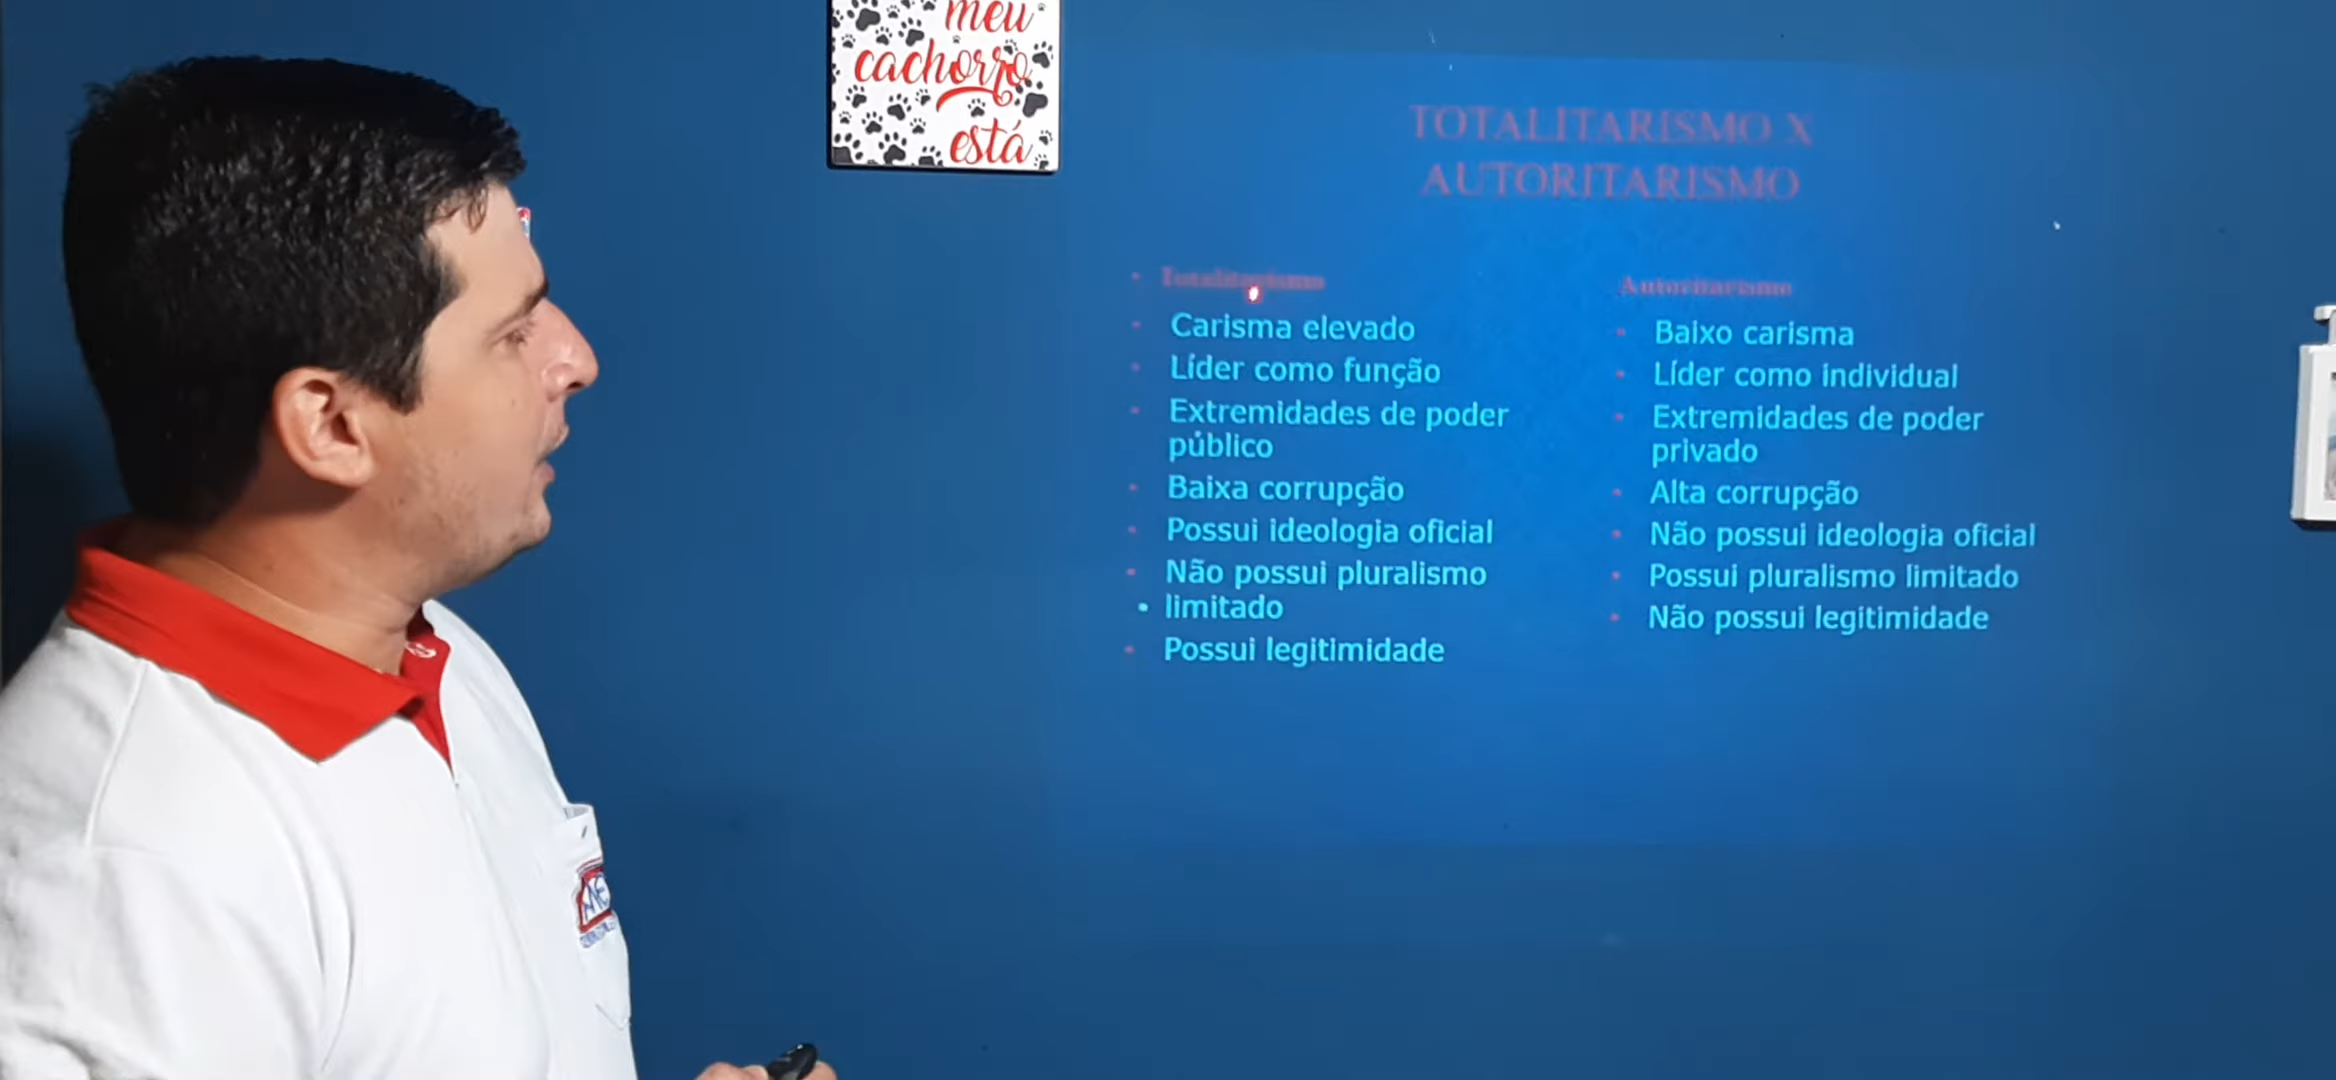 meu
cachorro
está
TOTALITARISMO X
AUTORITARISMO
Totalitarismo
Carisma elevado
Líder como função
Extremidades de poder
público
Baixa corrupção
Possui ideologia oficial
Não possui pluralismo
limitado
Possui legitimidade
Autoritarismo
Baixo carisma
Líder como individual
Extremidades de poder
privado
Alta corrupção
Não possui ideologia oficial
Possui pluralismo limitado
Não possui legitimidade